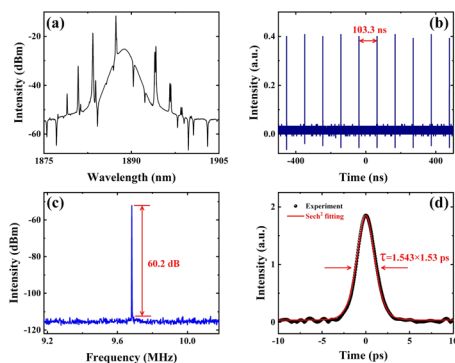 (a)
-20
-40
-60
Intensity (dBm)
1875
1890
1905
Wavelength (nm)
(b)
103.3 ns
0.4
0.2
0.0
Intensity (a.u.)
-500
0
500
Time (ns)
(c)
-60
-80
-100
-120
Intensity (dBm)
60.2 dB
9.2
9.6
10.0
Frequency (MHz)
(d)
Experiment
Sech² fitting
τ=1.543×1.53 ps
2
1
0
Intensity (a.u.)
-10
-5
0
5
10
Time (ps)